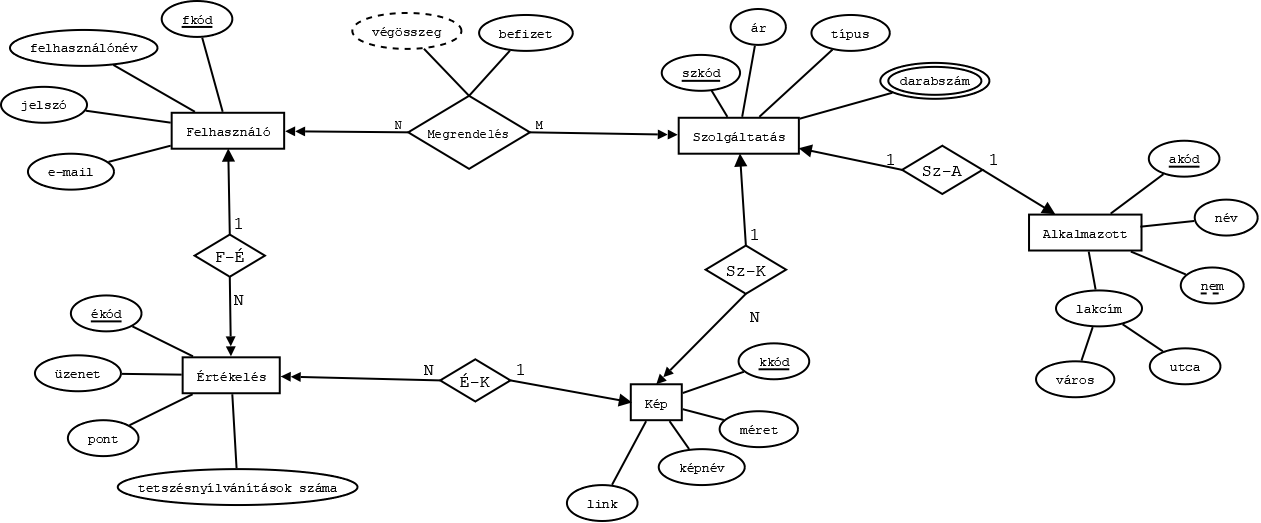 fkód
felhasználónév
jelszó
e-mail
Felhasználó
végösszeg
befizet
N
Megrendelés
M
ár
típus
szkód
darabszám
Szolgáltatás
1
Sz-A
1
akód
név
Alkalmazott
nem
lakcím
város
utca
1
F-É
N
1
Sz-K
N
ékód
üzenet
Értékelés
pont
tetszésnyílvánítások száma
N
É-K
1
Kép
kkód
méret
képnév
link